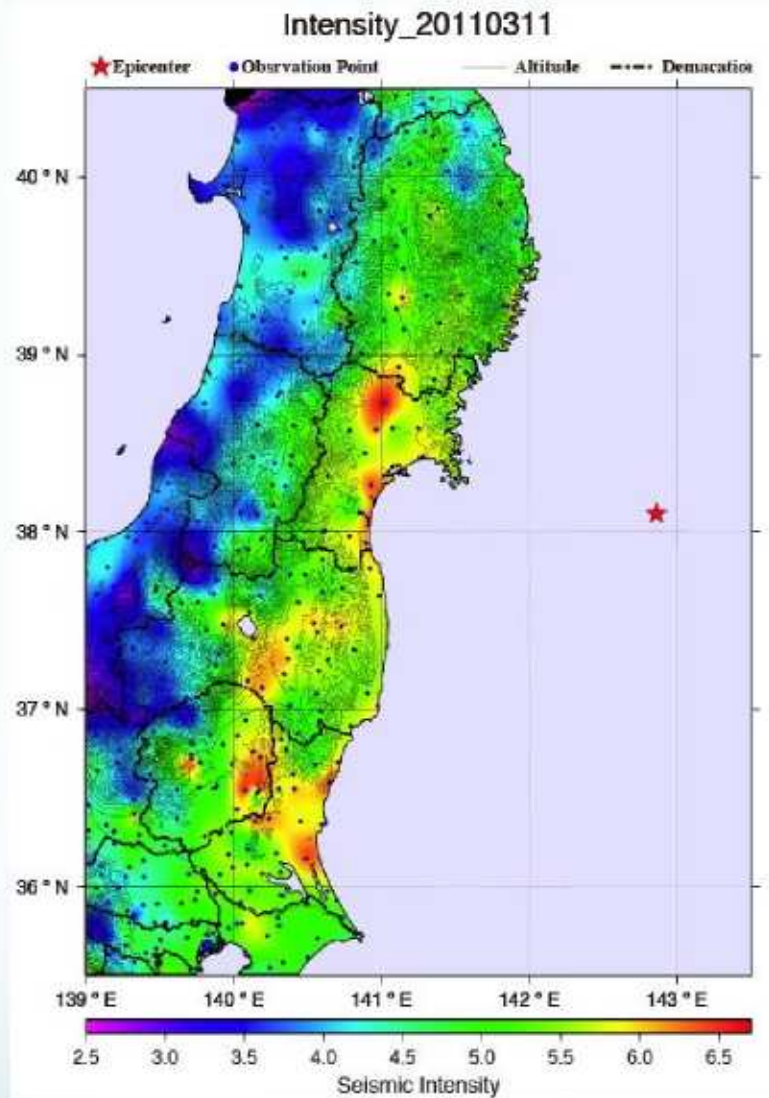 Intensity_20110311
Epicenter Obsrvation Point Altitude Demacatio
40° N
39° N
38° N
37° N
36° N
139° E 140° E 141° E 142° E 143° E
2.5 3.0 3.5 4.0 4.5 5.0 5.5 6.0 6.5
Seismic Intensity